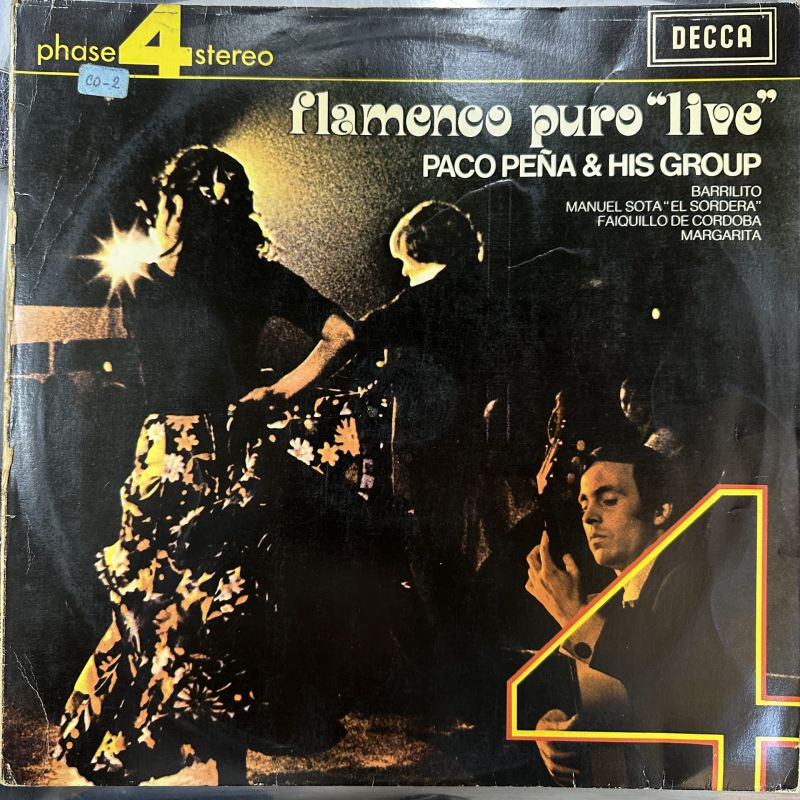 phase 4 stereo
CO-2
DECCA
flamenco puro "live"
PACO PEÑA & HIS GROUP
BARRILITO
MANUEL SOTA "EL SORDERA"
FAIQUILLO DE CORDOBA
MARGARITA
4